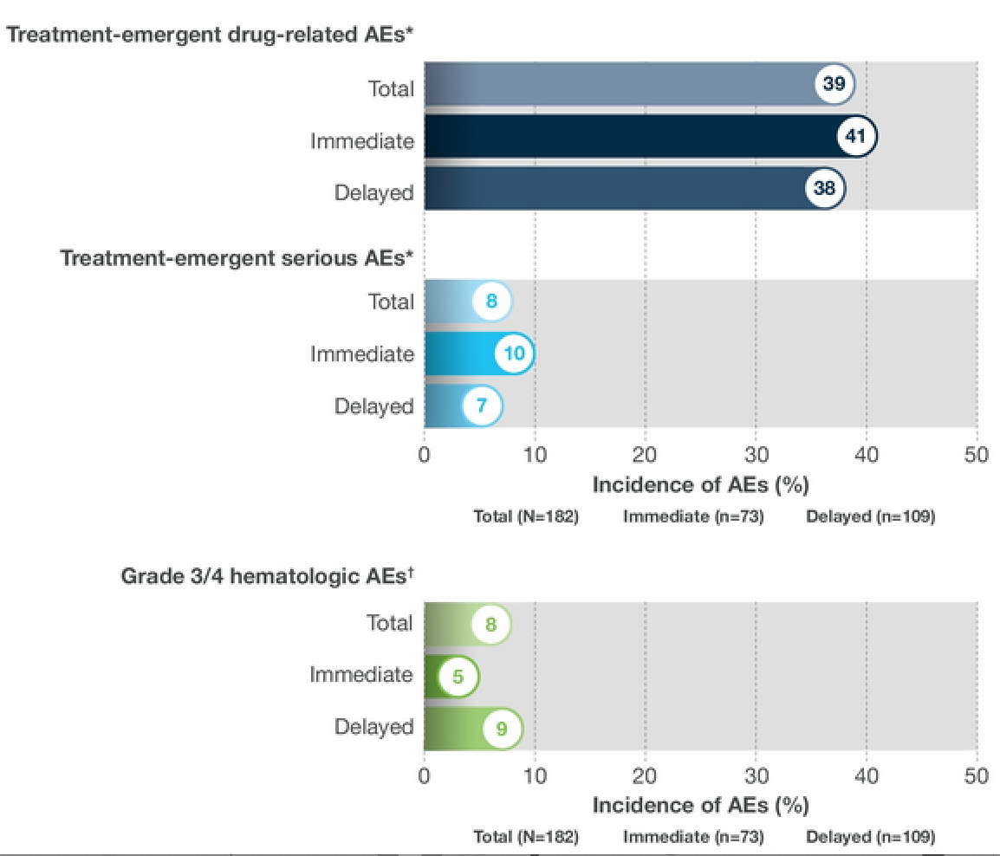 Treatment-emergent drug-related AEs*
Total 39
Immediate 41
Delayed 38
Treatment-emergent serious AEs*
Total 8
Immediate 10
Delayed 7
0 10 20 30 40 50
Incidence of AEs (%)
Total (N=182) Immediate (n=73) Delayed (n=109)
Grade 3/4 hematologic AEs†
Total 8
Immediate 5
Delayed 9
0 10 20 30 40 50
Incidence of AEs (%)
Total (N=182) Immediate (n=73) Delayed (n=109)